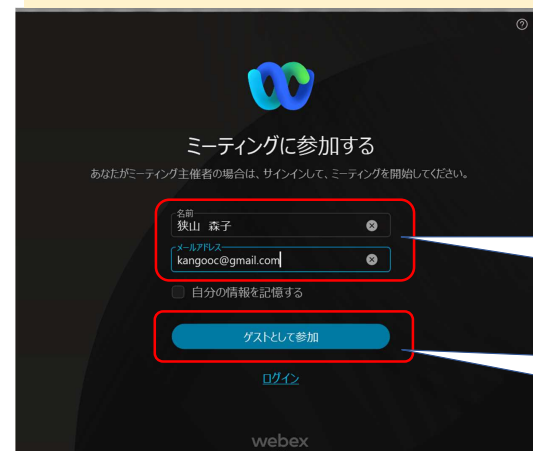 ミーティングに参加する
あなたがミーティング主催者の場合は、サインインして、ミーティングを開始してください。
名前
狭山 森子
メールアドレス
kangooc@gmail.com
自分の情報を記憶する
ゲストとして参加
ログイン
webex